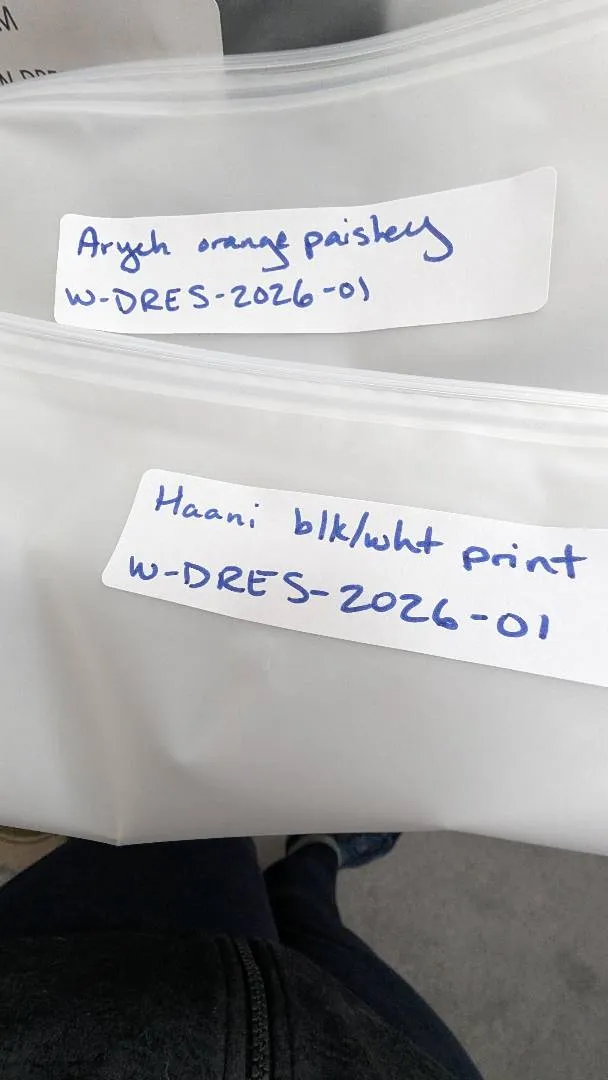 M
Arych orange paisley
W-DRES-2026-01
Haani blk/wht print
W-DRES-2026-01